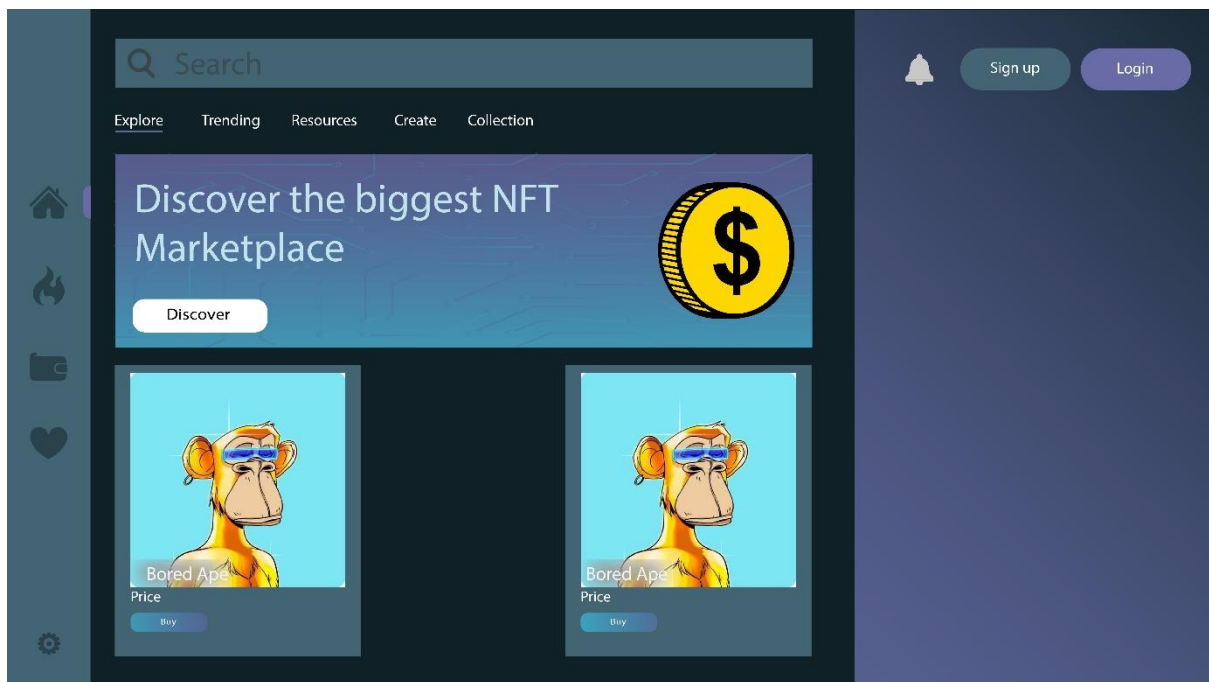 Search
Sign up
Login
Explore Trending Resources Create Collection
Discover the biggest NFT
Marketplace
$
Discover
Bored Ape
Price
Buy
Bored Ape
Price
Buy